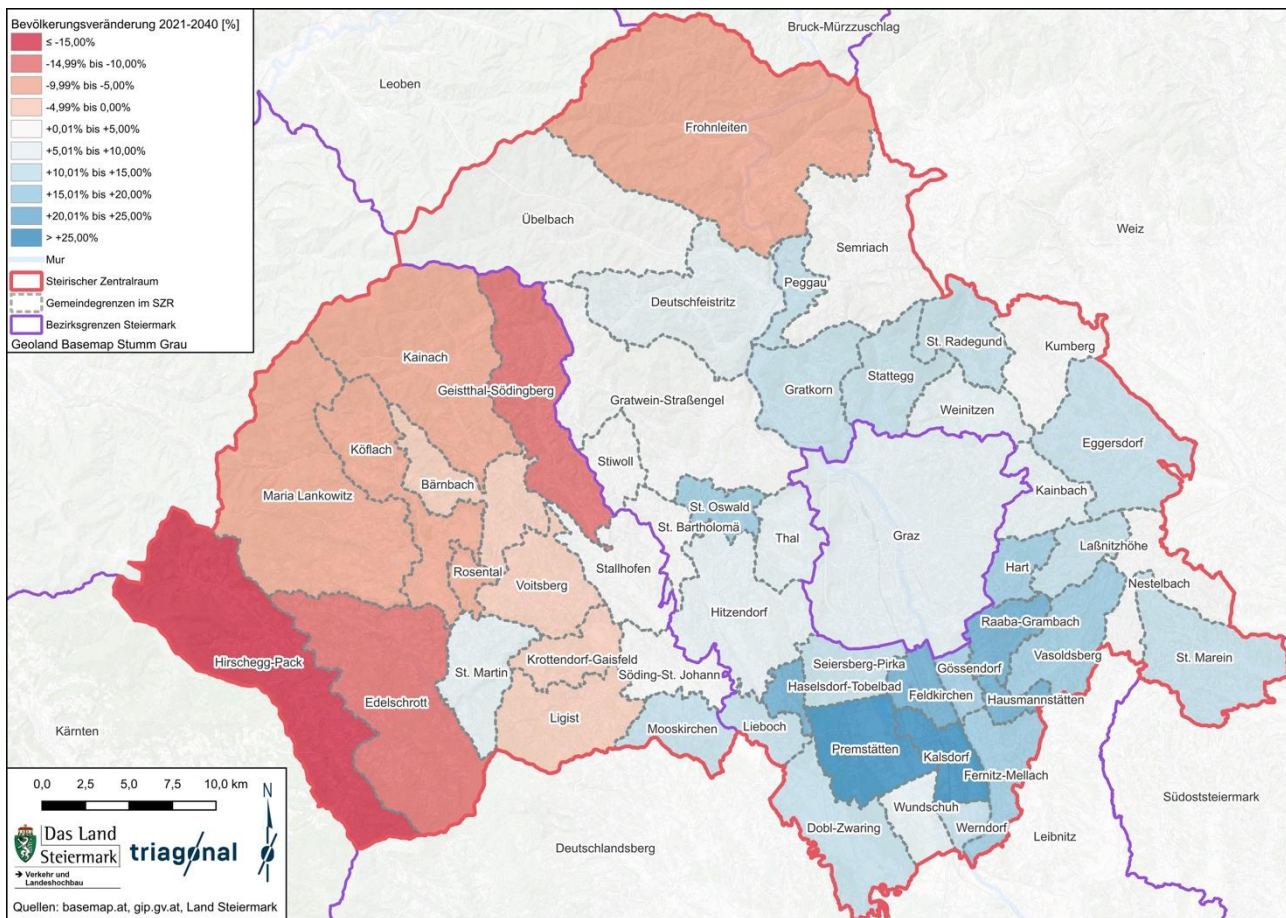 Bevölkerungsveränderung 2021-2040 [%]
≤ -15,00%
-14,99% bis -10,00%
-9,99% bis -5,00%
-4,99% bis 0,00%
+0,01% bis +5,00%
+5,01% bis +10,00%
+10,01% bis +15,00%
+15,01% bis +20,00%
+20,01% bis +25,00%
> +25,00%
Mur
Steirischer Zentralraum
Gemeindegrenzen im SZR
Bezirksgrenzen Steiermark
Geoland Basemap Stumm Grau
Bruck-Mürzzuschlag
Leoben
Frohnleiten
Übelbach
Semriach
Weiz
Peggau
Deutschfeistritz
St. Radegund
Kumberg
Kainach
Stattegg
Gratkorn
Geistthal-Södingberg
Gratwein-Straßengel
Weinitzen
Eggersdorf
Köflach
Stiwoll
Bärnbach
Maria Lankowitz
Kainbach
St. Oswald
St. Bartholomä
Thal
Graz
Laßnitzhöhe
Stallhofen
Hart
Rosental
Voitsberg
Nestelbach
Hitzendorf
Raaba-Grambach
Vasoldsberg
St. Marein
Hirschegg-Pack
Krottendorf-Gaisfeld
Seiersberg-Pirka
Gössendorf
St. Martin
Söding-St. Johann
Edelschrott
Haselsdorf-Tobelbad
Feldkirchen
Hausmannstätten
Ligist
Mooskirchen
Lieboch
Kärnten
Premstätten
Kalsdorf
Fernitz-Mellach
Südoststeiermark
Wundschuh
Dobl-Zwaring
Werndorf
Leibnitz
Deutschlandsberg
0,0 2,5 5,0 7,5 10,0 km
N
Das Land
Steiermark
➔ Verkehr und
Landeshochbau
triagonal
Quellen: basemap.at, gip.gv.at, Land Steiermark